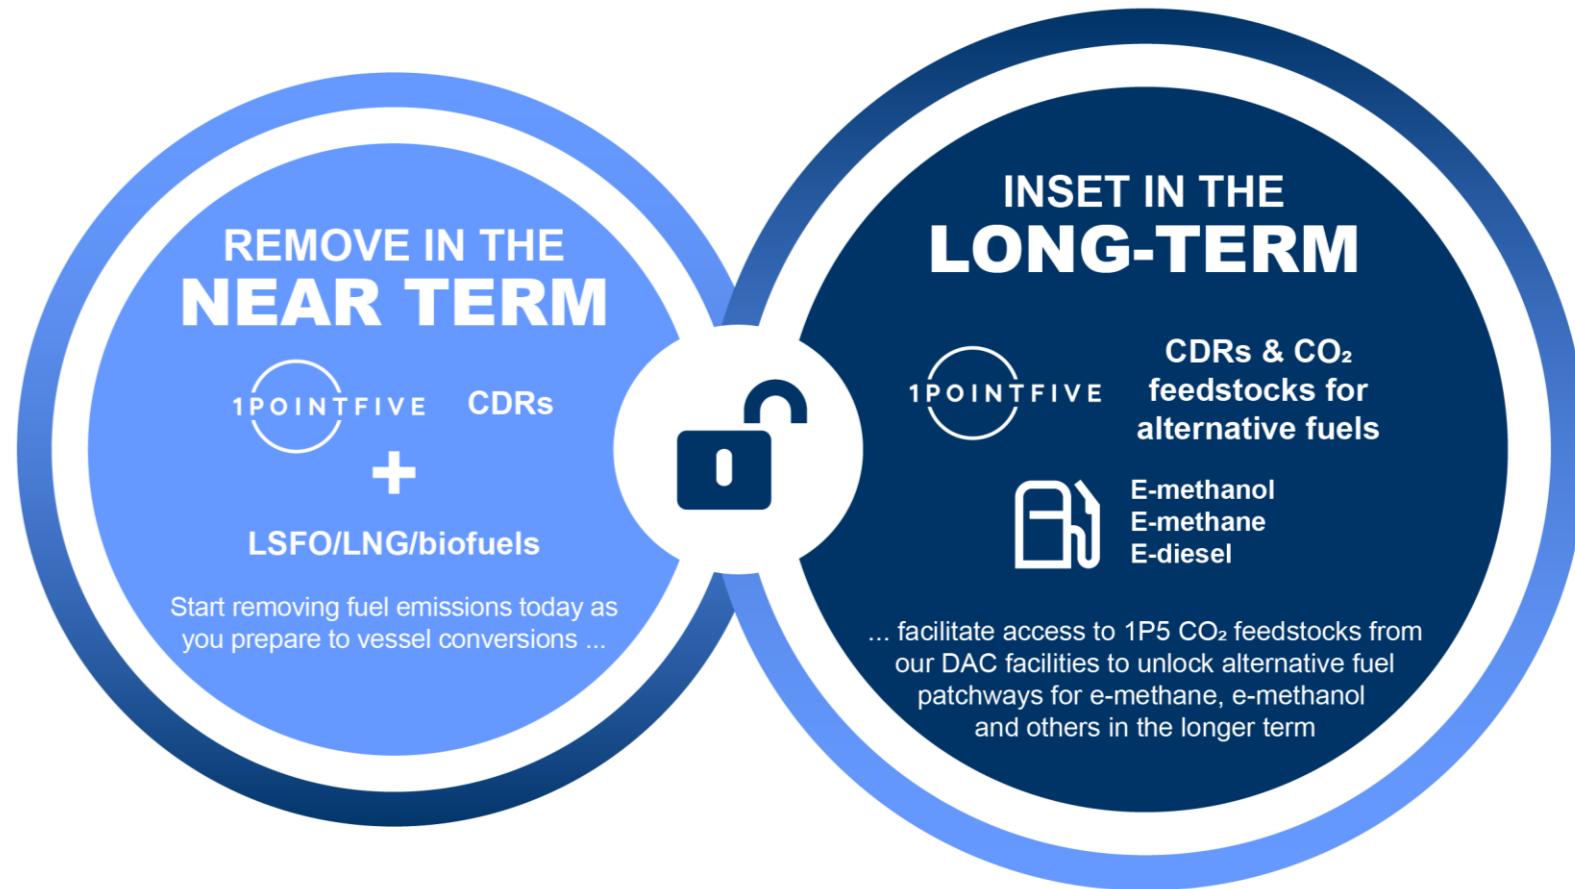 REMOVE IN THE
NEAR TERM
1POINTFIVE CDRs
+
LSFO/LNG/biofuels
Start removing fuel emissions today as
you prepare to vessel conversions ...
INSET IN THE
LONG-TERM
1POINTFIVE
CDRs & CO₂
feedstocks for
alternative fuels
E-methanol
E-methane
E-diesel
... facilitate access to 1P5 CO₂ feedstocks from
our DAC facilities to unlock alternative fuel
patchways for e-methane, e-methanol
and others in the longer term